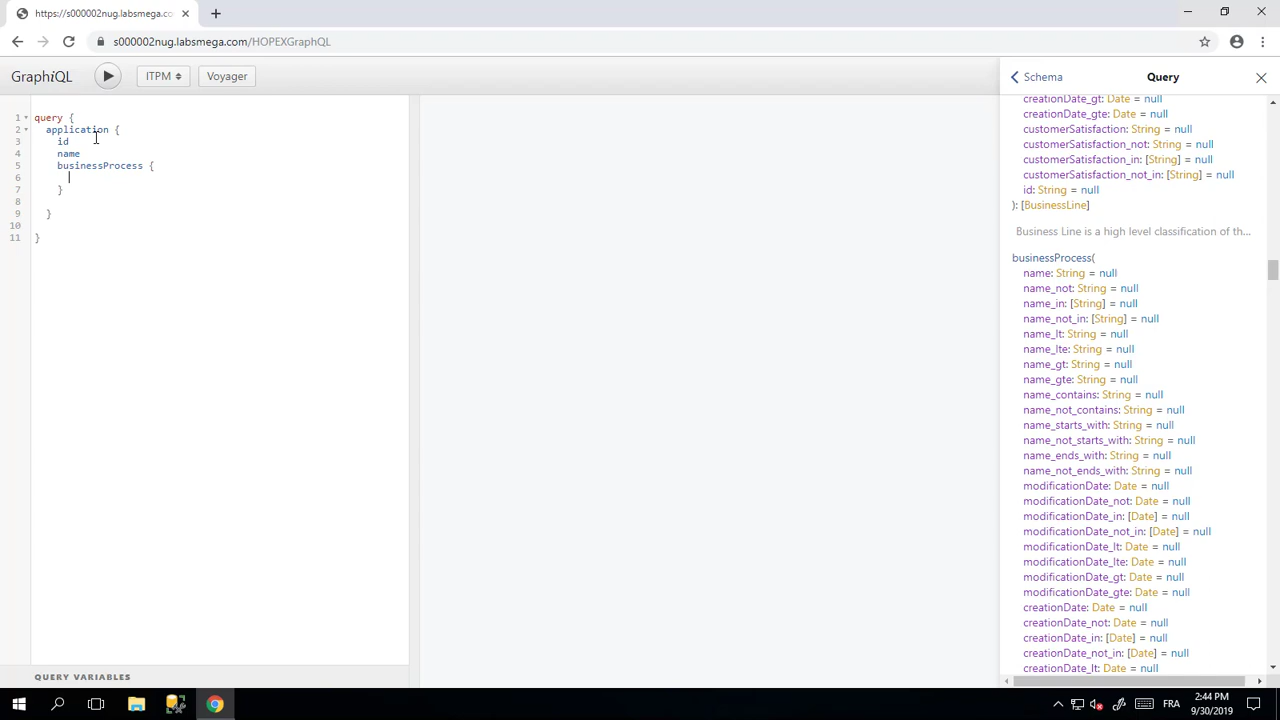 https://s000002nug.labsmega.co
s000002nug.labsmega.com/HOPEXGraphQL
GraphiQL
ITPM
Voyager
1 query {
2 application {
3 id
4 name
5 businessProcess {
6
7 }
8
9 }
10
11 }
QUERY VARIABLES
Schema
Query
creationDate_gt: Date = null
creationDate_gte: Date = null
customerSatisfaction: String = null
customerSatisfaction_not: String = null
customerSatisfaction_in: [String] = null
customerSatisfaction_not_in: [String] = null
id: String = null
): [BusinessLine]
Business Line is a high level classification of th...
businessProcess(
name: String = null
name_not: String = null
name_in: [String] = null
name_not_in: [String] = null
name_lt: String = null
name_lte: String = null
name_gt: String = null
name_gte: String = null
name_contains: String = null
name_not_contains: String = null
name_starts_with: String = null
name_not_starts_with: String = null
name_ends_with: String = null
name_not_ends_with: String = null
modificationDate: Date = null
modificationDate_not: Date = null
modificationDate_in: [Date] = null
modificationDate_not_in: [Date] = null
modificationDate_lt: Date = null
modificationDate_lte: Date = null
modificationDate_gt: Date = null
modificationDate_gte: Date = null
creationDate: Date = null
creationDate_not: Date = null
creationDate_in: [Date] = null
creationDate_not_in: [Date] = null
creationDate_lt: Date = null
FRA
2:44 PM
9/30/2019